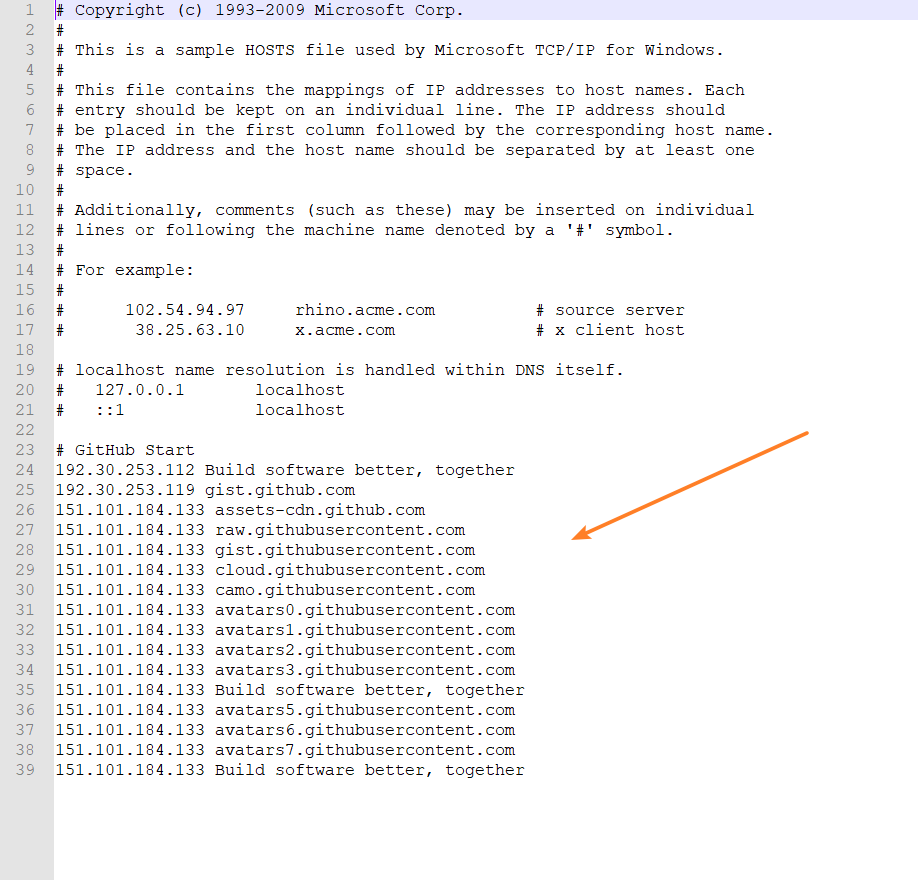 1 # Copyright (c) 1993-2009 Microsoft Corp.
2 #
3 # This is a sample HOSTS file used by Microsoft TCP/IP for Windows.
4 #
5 # This file contains the mappings of IP addresses to host names. Each
6 # entry should be kept on an individual line. The IP address should
7 # be placed in the first column followed by the corresponding host name.
8 # The IP address and the host name should be separated by at least one
9 # space.
10 #
11 # Additionally, comments (such as these) may be inserted on individual
12 # lines or following the machine name denoted by a '#' symbol.
13 #
14 # For example:
15 #
16 #      102.54.94.97     rhino.acme.com          # source server
17 #       38.25.63.10     x.acme.com              # x client host
18
19 # localhost name resolution is handled within DNS itself.
20 #   127.0.0.1       localhost
21 #   ::1             localhost
22
23 # GitHub Start
24 192.30.253.112 Build software better, together
25 192.30.253.119 gist.github.com
26 151.101.184.133 assets-cdn.github.com
27 151.101.184.133 raw.githubusercontent.com
28 151.101.184.133 gist.githubusercontent.com
29 151.101.184.133 cloud.githubusercontent.com
30 151.101.184.133 camo.githubusercontent.com
31 151.101.184.133 avatars0.githubusercontent.com
32 151.101.184.133 avatars1.githubusercontent.com
33 151.101.184.133 avatars2.githubusercontent.com
34 151.101.184.133 avatars3.githubusercontent.com
35 151.101.184.133 Build software better, together
36 151.101.184.133 avatars5.githubusercontent.com
37 151.101.184.133 avatars6.githubusercontent.com
38 151.101.184.133 avatars7.githubusercontent.com
39 151.101.184.133 Build software better, together